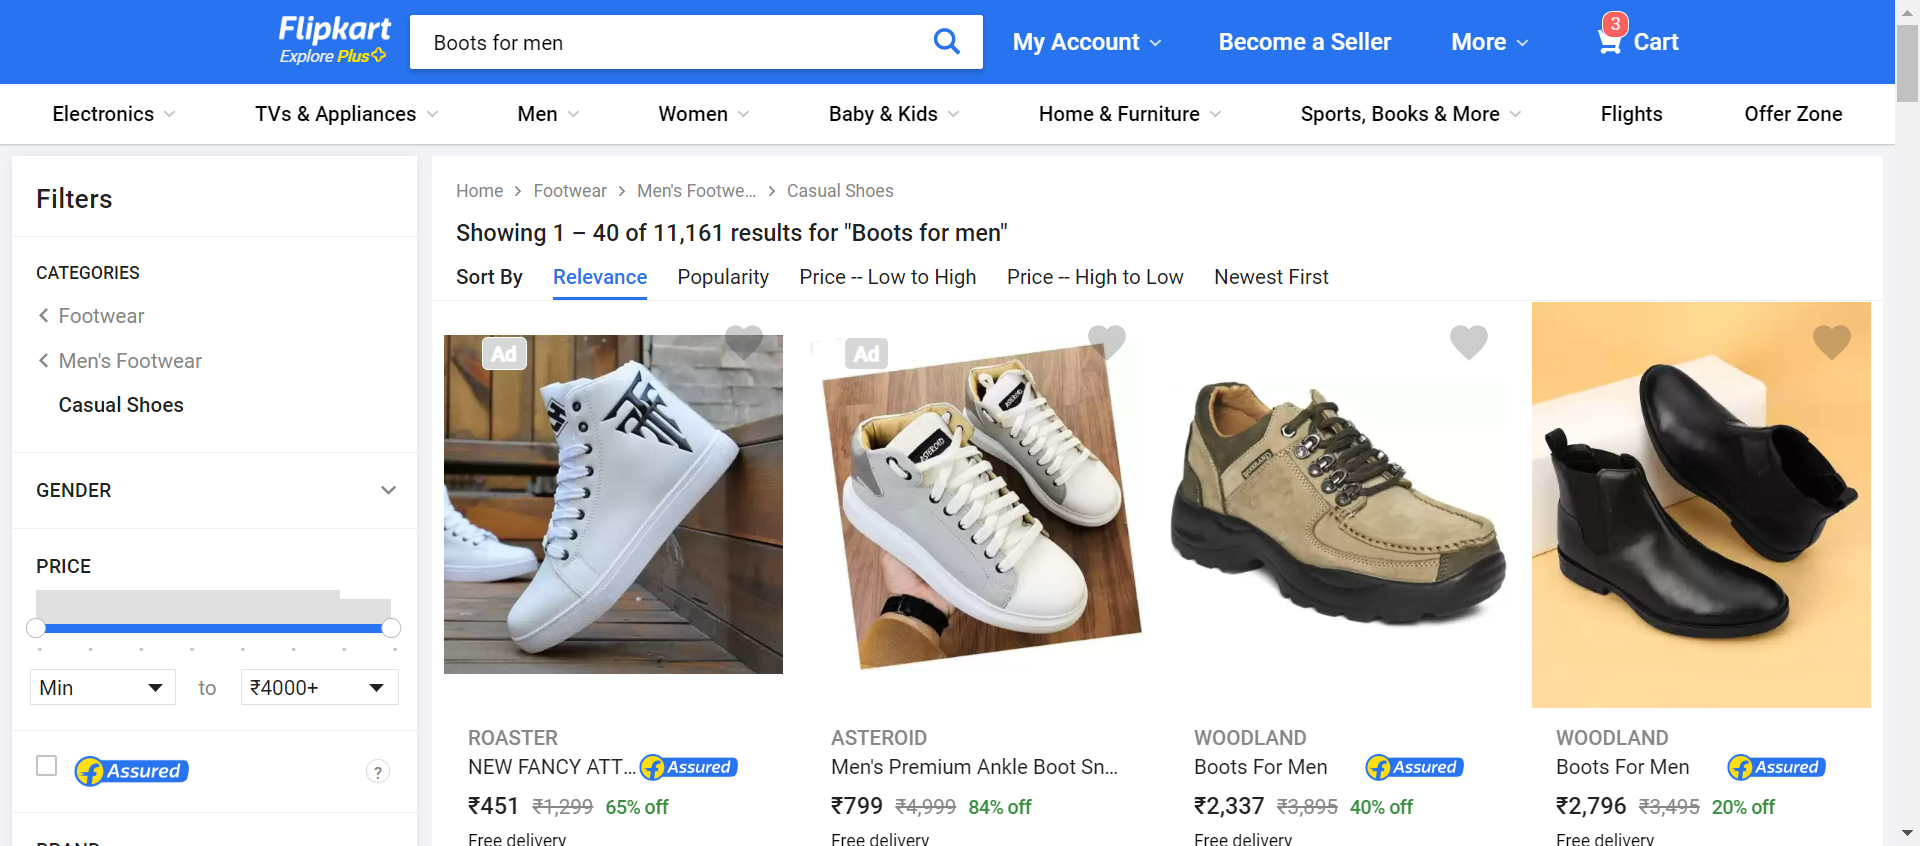 Flipkart
Explore Plus
Boots for men
My Account
Become a Seller
More
3
Cart
Electronics
TVs & Appliances
Men
Women
Baby & Kids
Home & Furniture
Sports, Books & More
Flights
Offer Zone
Filters
CATEGORIES
Footwear
Men's Footwear
Casual Shoes
GENDER
PRICE
Min to ₹4000+
Assured
?
Home Footwear Men's Footwe... Casual Shoes
Showing 1 – 40 of 11,161 results for "Boots for men"
Sort By Relevance Popularity Price -- Low to High Price -- High to Low Newest First
Ad
ROASTER
NEW FANCY ATT... Assured
₹451 ₹1,299 65% off
Free delivery
Ad
ASTEROID
ASTEROID
ASTEROID
Men's Premium Ankle Boot Sn...
₹799 ₹4,999 84% off
Free delivery
WOODLAND
WOODLAND
Boots For Men Assured
₹2,337 ₹3,895 40% off
Free delivery
WOODLAND
Boots For Men Assured
₹2,796 ₹3,495 20% off
Free delivery